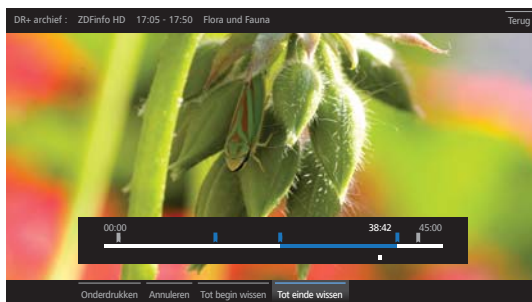 DR+ archief : ZDFinfo HD 17:05 - 17:50 Flora und Fauna Terug
00:00 38:42 45:00
Onderdrukken Annuleren Tot begin wissen Tot einde wissen